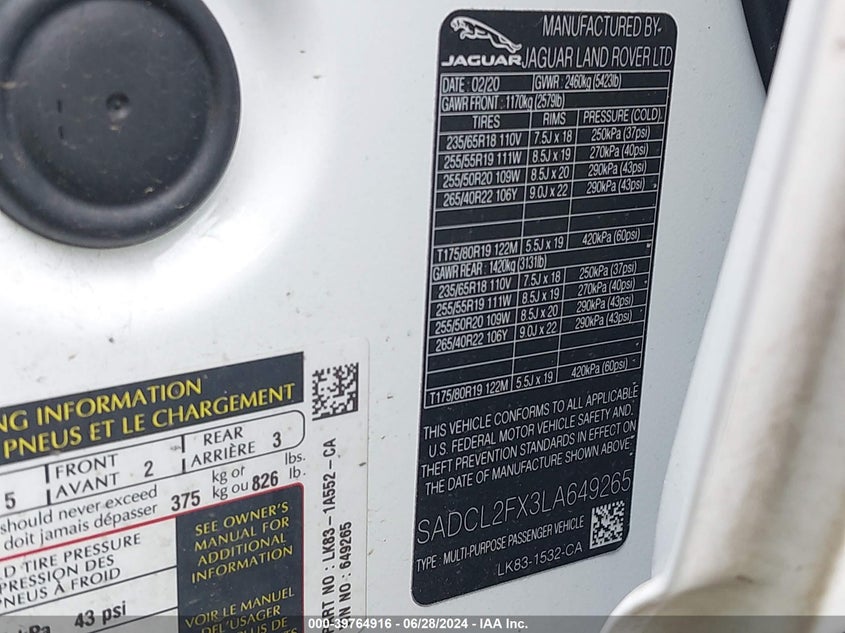 MANUFACTURED BY-
JAGUAR JAGUAR LAND ROVER LTD
DATE : 02/20 GVWR : 2460kg (5423lb)
GAWR FRONT : 1170kg (2579lb)
TIRES RIMS PRESSURE (COLD)
235/65R18 110V 7.5J x 18 250kPa (37psi)
255/55R19 111W 8.5J x 19 270kPa (40psi)
255/50R20 109W 8.5J x 20 290kPa (43psi)
265/40R22 106Y 9.0J x 22 290kPa (43psi)
T175/80R19 122M 5.5J x 19 420kPa (60psi)
GAWR REAR : 1420kg (3131lb)
235/65R18 110V 7.5J x 18 250kPa (37psi)
255/55R19 111W 8.5J x 19 270kPa (40psi)
255/50R20 109W 8.5J x 20 290kPa (43psi)
265/40R22 106Y 9.0J x 22 290kPa (43psi)
T175/80R19 122M 5.5J x 19 420kPa (60psi)
THIS VEHICLE CONFORMS TO ALL APPLICABLE
U.S. FEDERAL MOTOR VEHICLE SAFETY AND
THEFT PREVENTION STANDARDS IN EFFECT ON
THE DATE OF MANUFACTURE SHOWN ABOVE.
SADCL2FX3LA649265
TYPE : MULTI-PURPOSE PASSENGER VEHICLE
LK83-1532-CA
NG INFORMATION
PNEUS ET LE CHARGEMENT
5 FRONT 2 REAR 3
AVANT ARRIÈRE
should never exceed 375 kg or 826 lbs.
doit jamais dépasser kg ou lb.
D TIRE PRESSURE
PRESSION DES
PNEUS À FROID
kPa 43 psi
SEE OWNER'S
MANUAL FOR
ADDITIONAL
INFORMATION
VOIR LE MANUEL
DE L'USAGER
PLUS DE
PART NO : LK83-1A552-CA
N NO : 649265
000-39764916 - 06/28/2024 - IAA Inc.